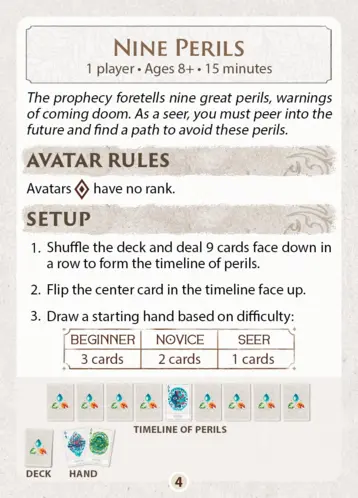 NINE PERILS
1 player • Ages 8+ • 15 minutes
The prophecy foretells nine great perils, warnings
of coming doom. As a seer, you must peer into the
future and find a path to avoid these perils.
AVATAR RULES
Avatars have no rank.
SETUP
1. Shuffle the deck and deal 9 cards face down in
a row to form the timeline of perils.
2. Flip the center card in the timeline face up.
3. Draw a starting hand based on difficulty:
BEGINNER NOVICE SEER
3 cards 2 cards 1 cards
TIMELINE OF PERILS
DECK HAND
4